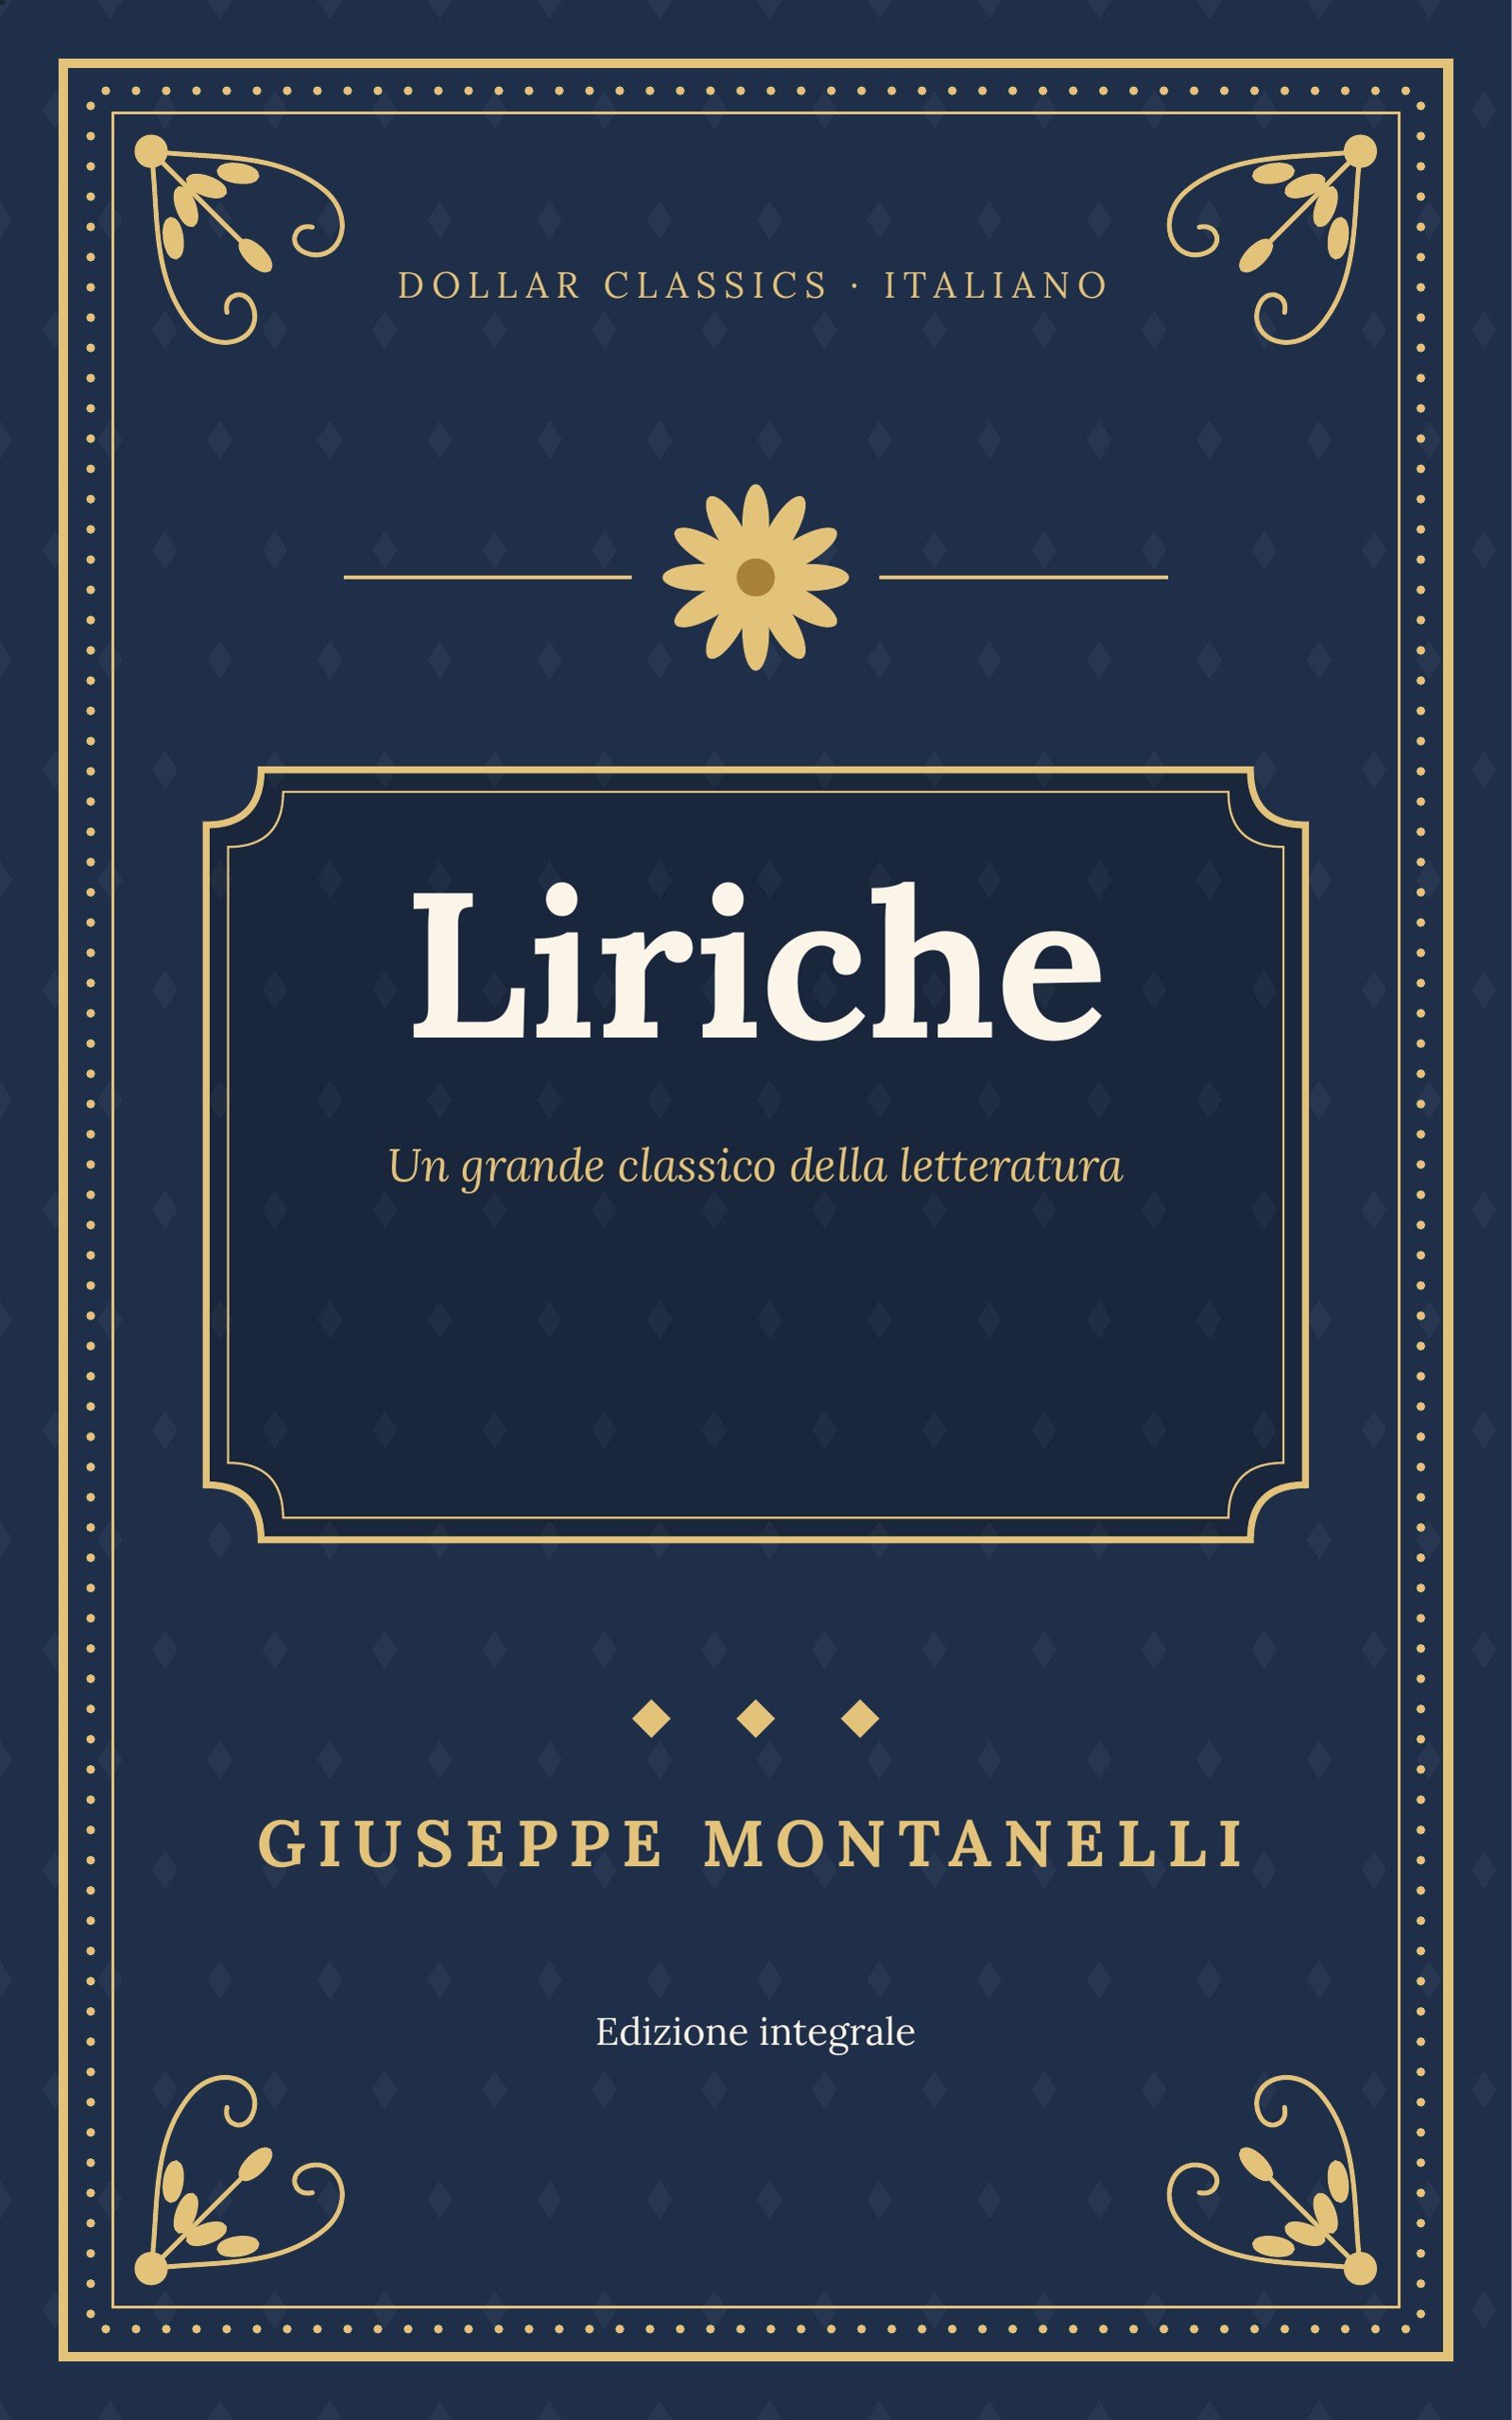 DOLLAR CLASSICS · ITALIANO
Liriche
Un grande classico della letteratura
GIUSEPPE MONTANELLI
Edizione integrale